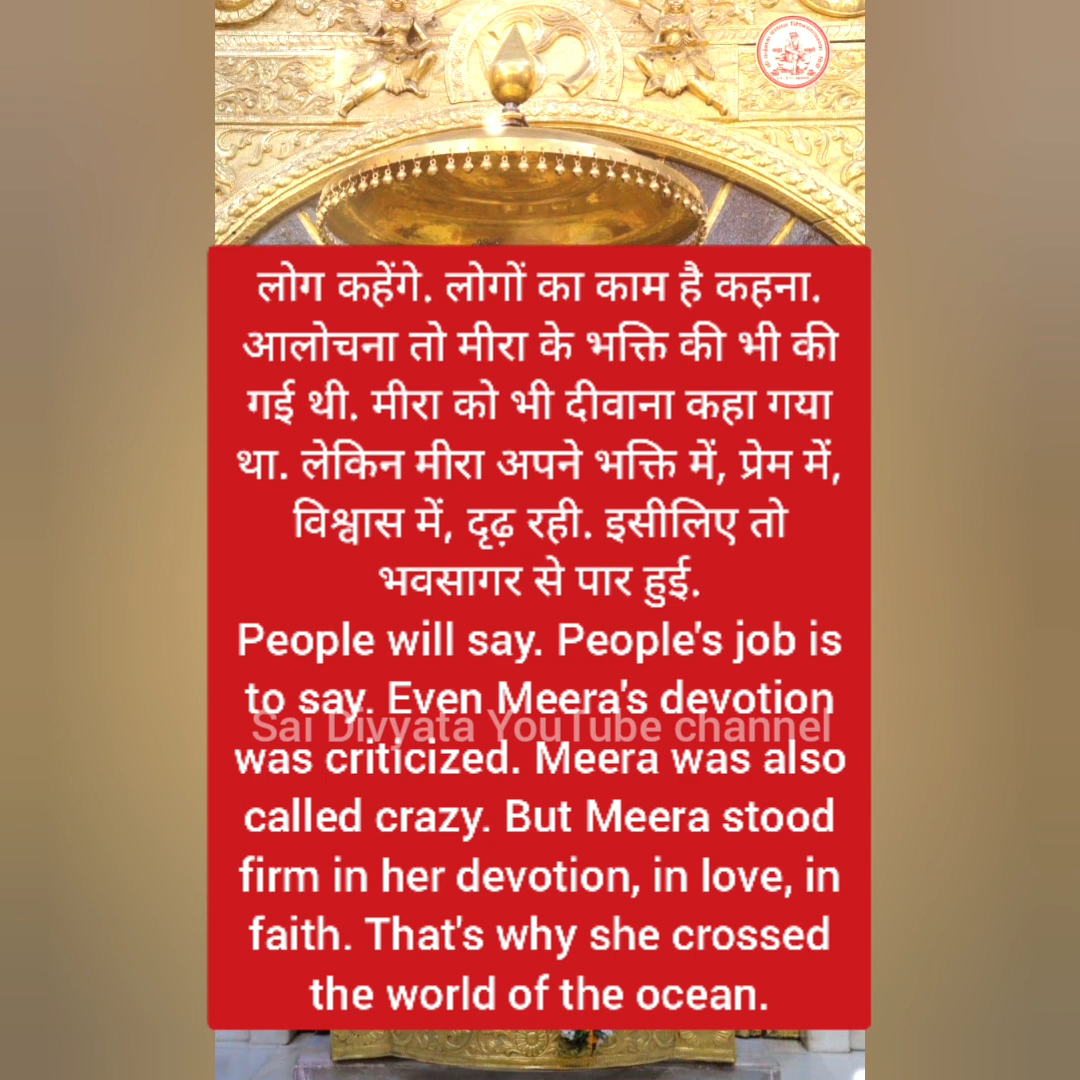 लोग कहेंगे. लोगों का काम है कहना.
आलोचना तो मीरा के भक्ति की भी की
गई थी. मीरा को भी दीवाना कहा गया
था. लेकिन मीरा अपने भक्ति में, प्रेम में,
विश्वास में, दृढ़ रही. इसीलिए तो
भवसागर से पार हुई.
People will say. People's job is
to say. Even Meera's devotion
Sai Divyata YouTube channel
was criticized. Meera was also
called crazy. But Meera stood
firm in her devotion, in love, in
faith. That's why she crossed
the world of the ocean.